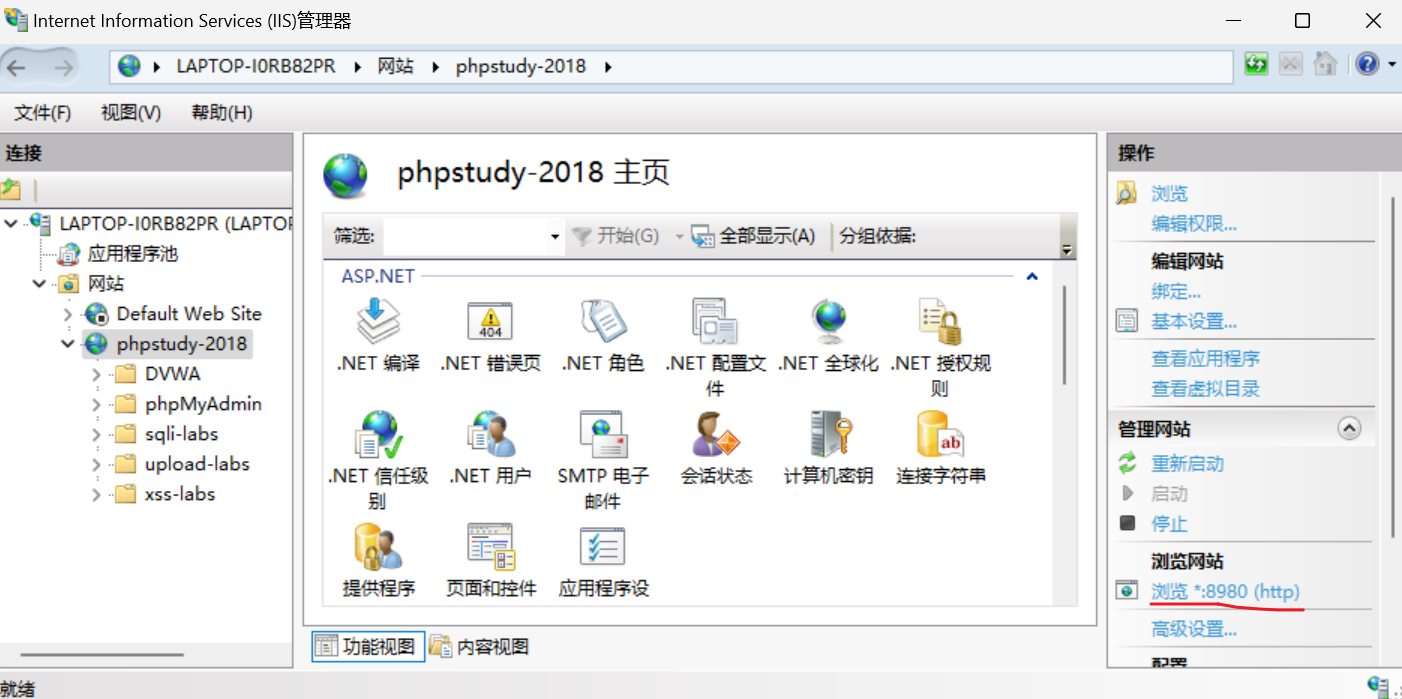 Internet Information Services (IIS)管理器
LAPTOP-I0RB82PR 网站 phpstudy-2018
文件(F) 视图(V) 帮助(H)
连接
LAPTOP-I0RB82PR (LAPTO
应用程序池
网站
Default Web Site
phpstudy-2018
DVWA
phpMyAdmin
sqli-labs
upload-labs
xss-labs
phpstudy-2018 主页
筛选: 开始(G) 全部显示(A) 分组依据:
ASP.NET
.NET 编译
404
.NET 错误页
.NET 角色
.NET 配置文
件
.NET 全球化
.NET 授权规
则
.NET 信任级
别
.NET 用户
SMTP 电子
邮件
会话状态
计算机密钥
ab
连接字符串
提供程序
页面和控件
应用程序设
功能视图 内容视图
操作
浏览
编辑权限...
编辑网站
绑定...
基本设置...
查看应用程序
查看虚拟目录
管理网站
重新启动
启动
停止
浏览网站
浏览 *:8980 (http)
高级设置...
配置
就绪